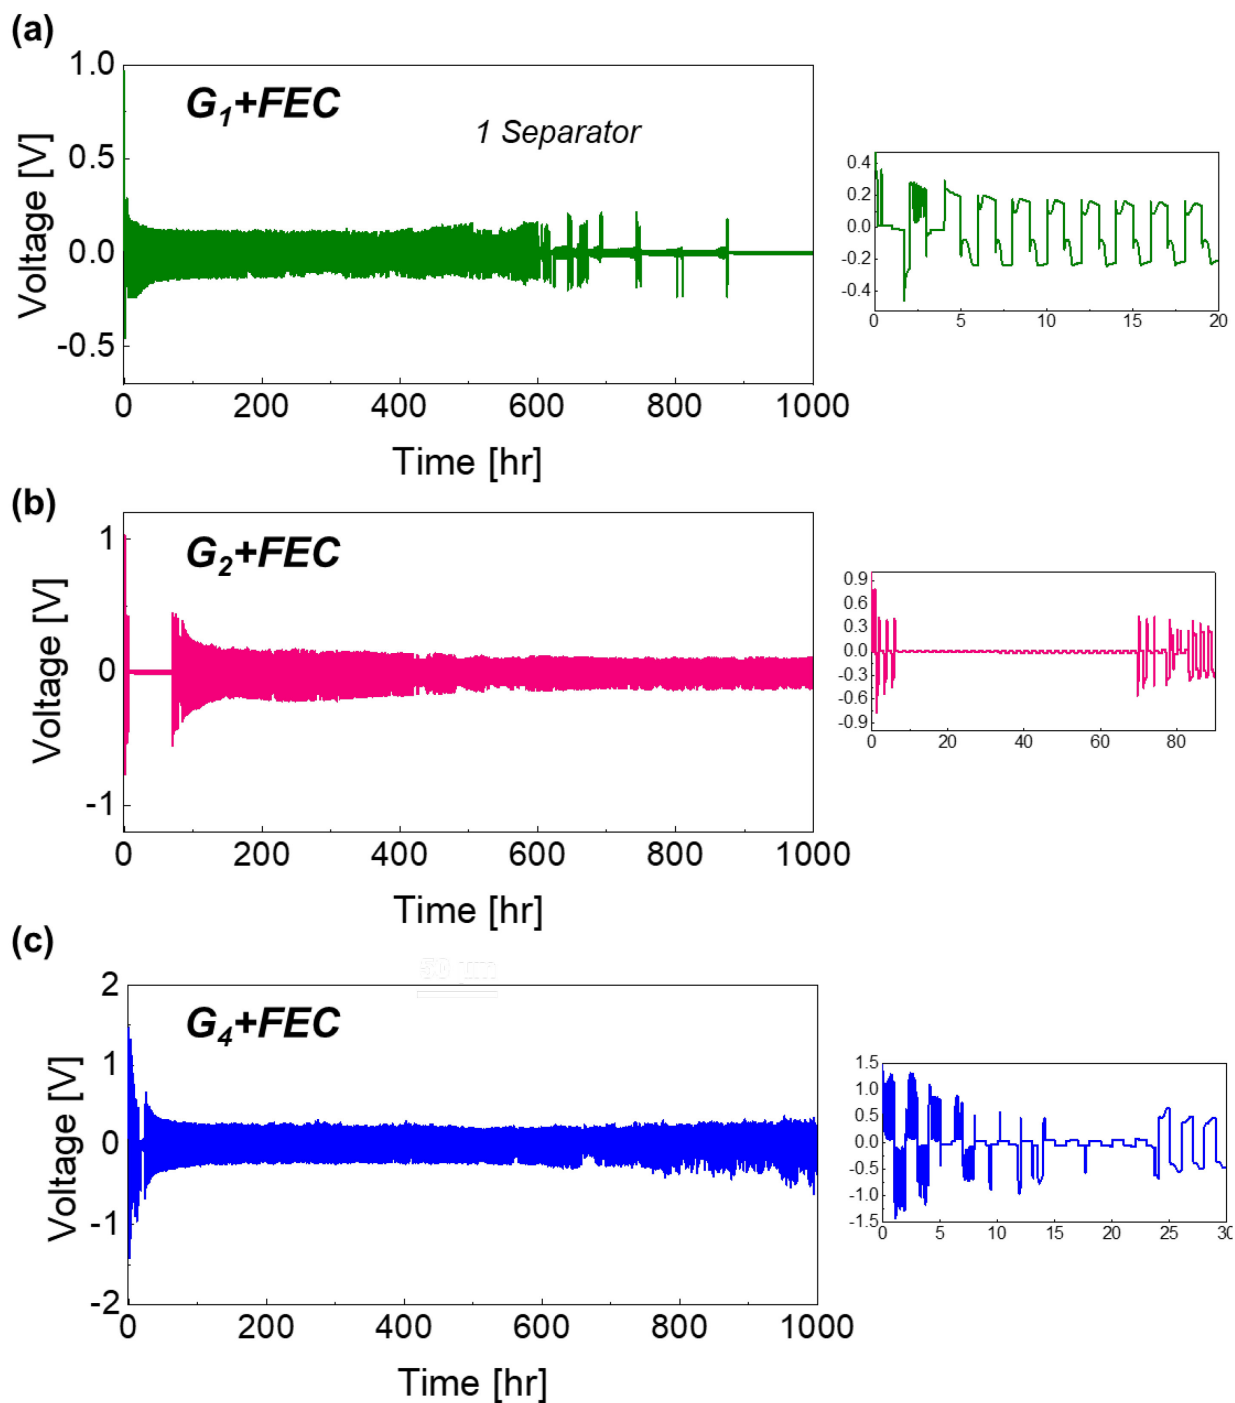 (a)
G1+FEC
1 Separator
Voltage [V]
1.0
0.5
0.0
-0.5
0 200 400 600 800 1000
Time [hr]
0.4
0.2
0.0
-0.2
-0.4
0 5 10 15 20
(b)
G2+FEC
Voltage [V]
1
0
-1
0 200 400 600 800 1000
Time [hr]
0.9
0.6
0.3
0.0
-0.3
-0.6
-0.9
0 20 40 60 80
(c)
50 μm
G4+FEC
Voltage [V]
2
1
0
-1
-2
0 200 400 600 800 1000
Time [hr]
1.5
1.0
0.5
0.0
-0.5
-1.0
-1.5
0 5 10 15 20 25 30